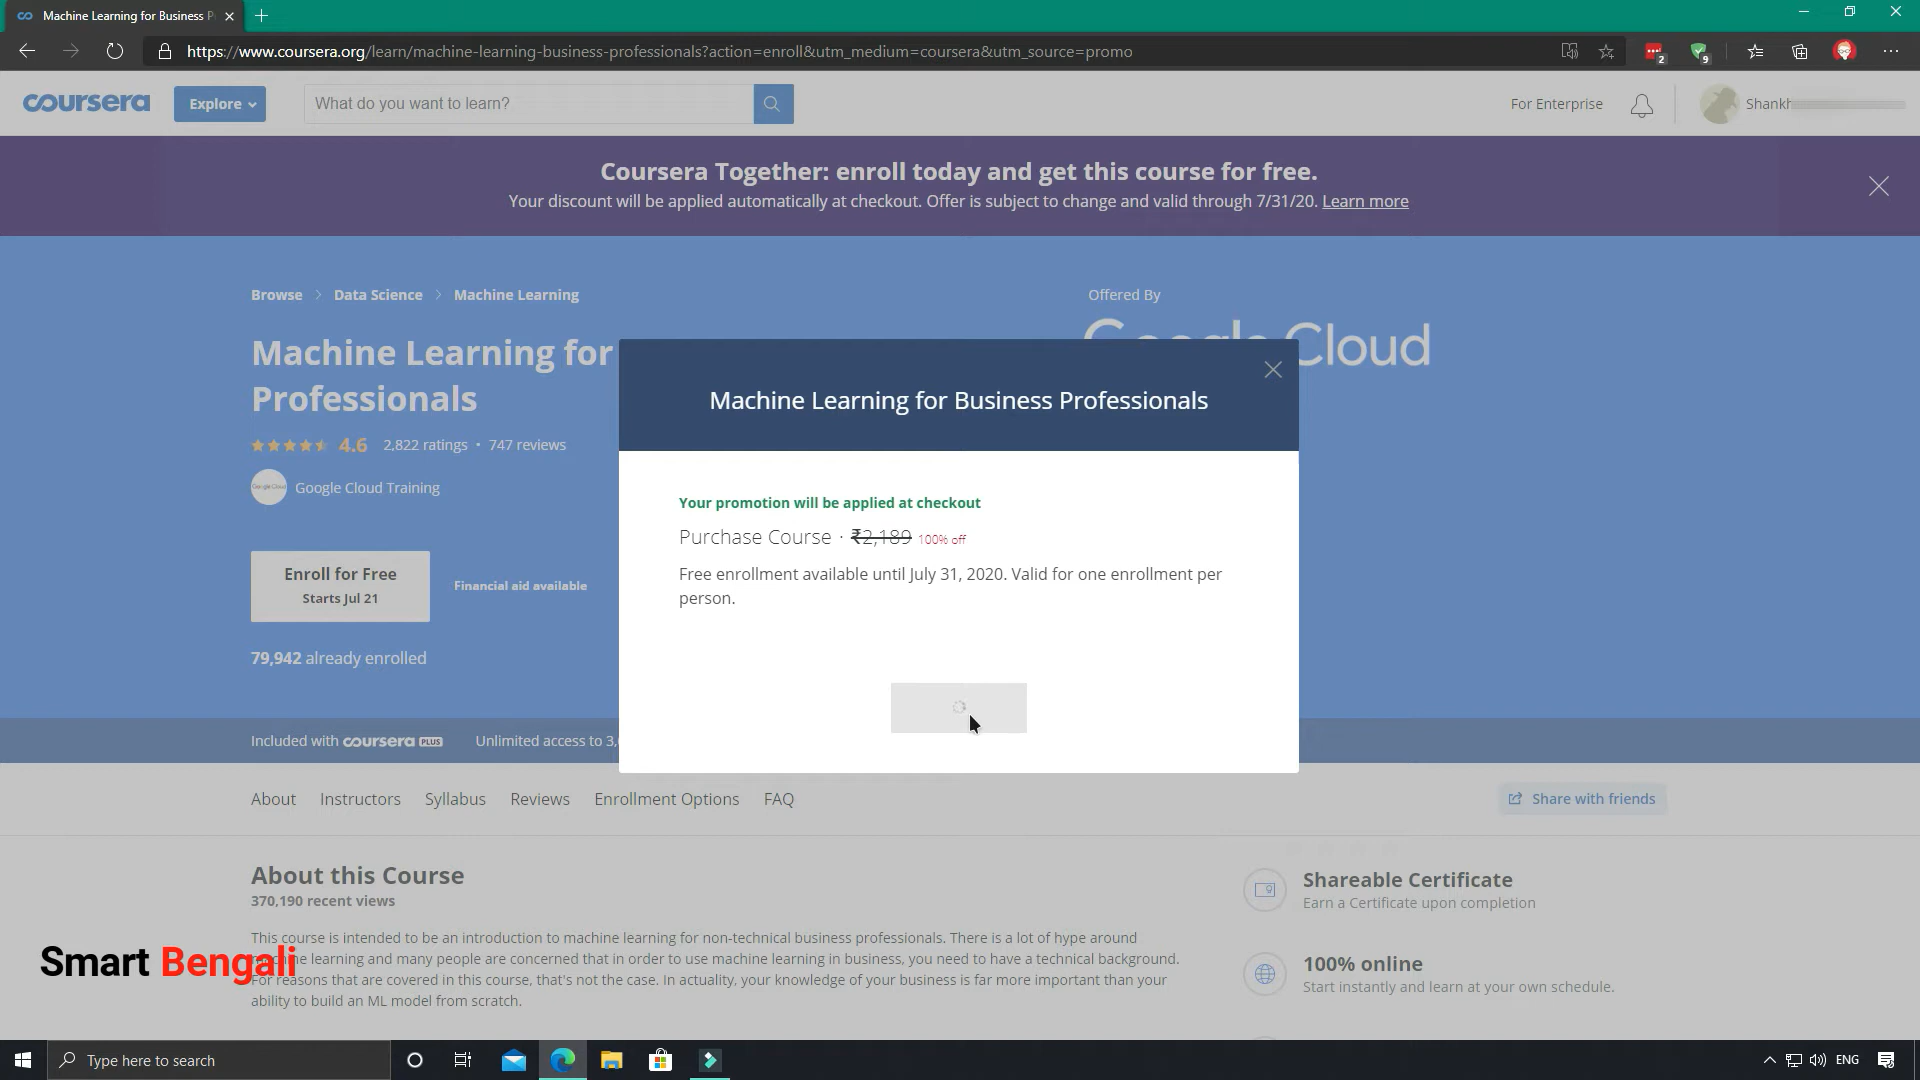 Machine Learning for Business P
https://www.coursera.org/learn/machine-learning-business-professionals?action=enroll&utm_medium=coursera&utm_source=promo
2
9
coursera
Explore
What do you want to learn?
For Enterprise
Shankh
Coursera Together: enroll today and get this course for free.
Your discount will be applied automatically at checkout. Offer is subject to change and valid through 7/31/20. Learn more
Browse > Data Science > Machine Learning
Offered By
Google Cloud
Machine Learning for
Professionals
4.6 2,822 ratings • 747 reviews
Google Cloud Training
Enroll for Free
Starts Jul 21
Financial aid available
79,942 already enrolled
Machine Learning for Business Professionals
Your promotion will be applied at checkout
Purchase Course · ₹2,189 100% off
Free enrollment available until July 31, 2020. Valid for one enrollment per
person.
Included with coursera PLUS
Unlimited access to 3,
About
Instructors
Syllabus
Reviews
Enrollment Options
FAQ
Share with friends
About this Course
370,190 recent views
This course is intended to be an introduction to machine learning for non-technical business professionals. There is a lot of hype around
machine learning and many people are concerned that in order to use machine learning in business, you need to have a technical background.
For reasons that are covered in this course, that's not the case. In actuality, your knowledge of your business is far more important than your
ability to build an ML model from scratch.
Shareable Certificate
Earn a Certificate upon completion
100% online
Start instantly and learn at your own schedule.
Smart Bengali
Type here to search
ENG